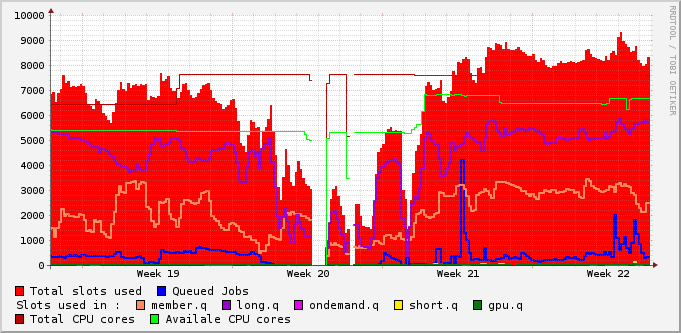 10000
9000
8000
7000
6000
5000
4000
3000
2000
1000
0
Week 19 Week 20 Week 21 Week 22
Total slots used Queued Jobs
Slots used in : member.q long.q ondemand.q short.q gpu.q
Total CPU cores Availale CPU cores
RRDTOOL / TOBI OETIKER